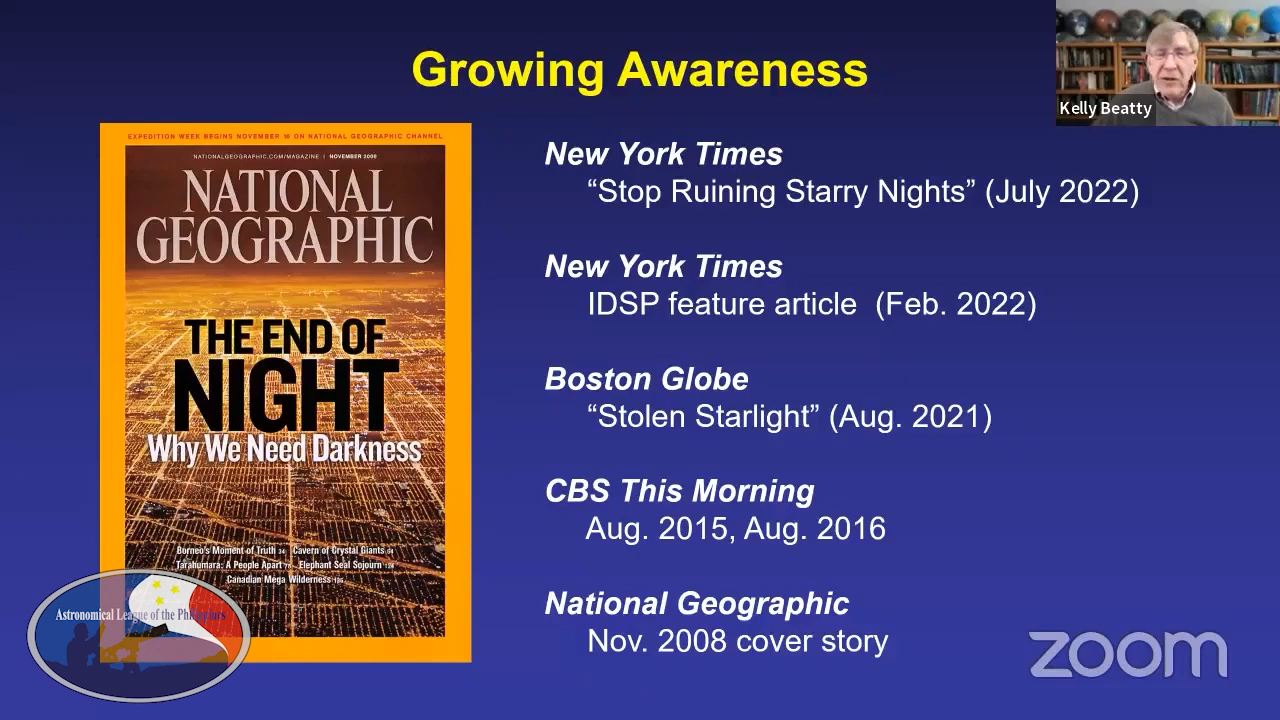 Growing Awareness
Kelly Beatty
EXPEDITION WEEK BEGINS NOVEMBER 16 ON NATIONAL GEOGRAPHIC CHANNEL
NATIONALGEOGRAPHIC.COM/MAGAZINE | NOVEMBER 2008
NATIONAL
GEOGRAPHIC
THE END OF
NIGHT
Why We Need Darkness
Borneo's Moment of Truth 34 Cavern of Crystal Giants 64
Tarahumara: A People Apart 76 Elephant Seal Sojourn 124
Canadian Mega Wilderness
Astronomical League of the Philippines
New York Times
“Stop Ruining Starry Nights” (July 2022)
New York Times
IDSP feature article (Feb. 2022)
Boston Globe
“Stolen Starlight” (Aug. 2021)
CBS This Morning
Aug. 2015, Aug. 2016
National Geographic
Nov. 2008 cover story
zoom